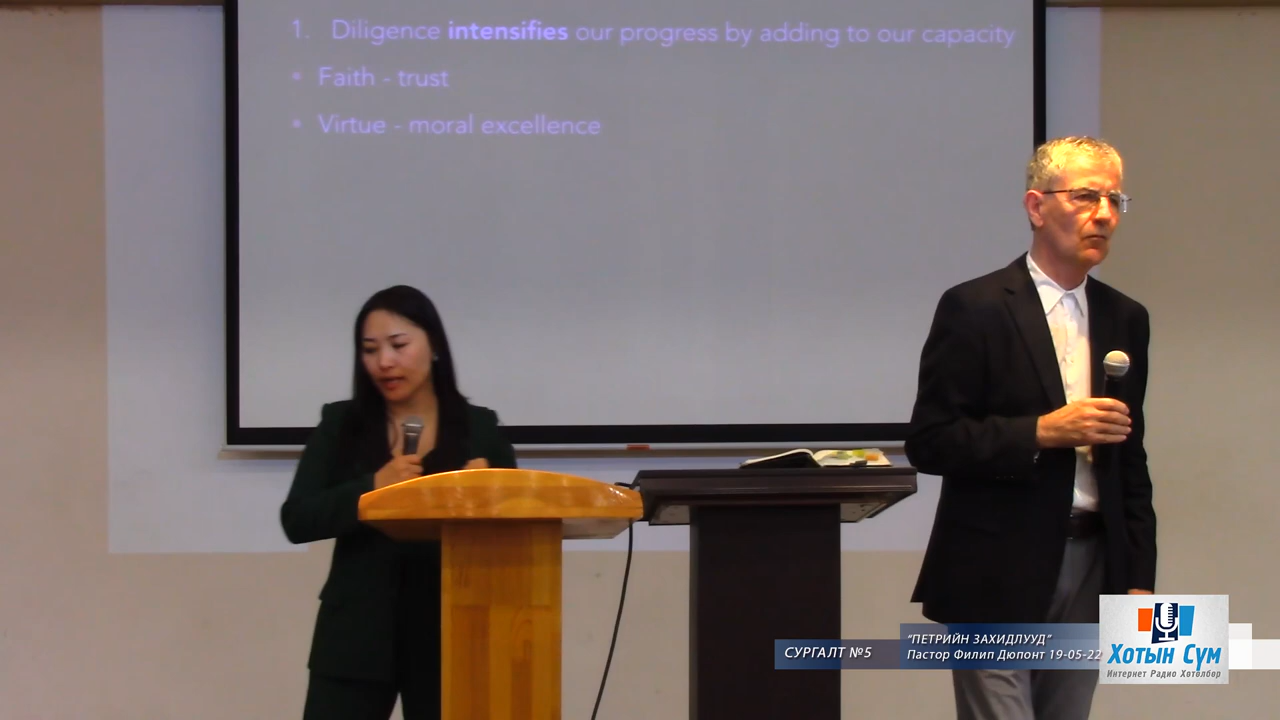 1. Diligence intensifies our progress by adding to our capacity
• Faith - trust
• Virtue - moral excellence
СУРГАЛТ №5
"ПЕТРИЙН ЗАХИДЛУУД"
Пастор Филип Дюпонт 19-05-22
Хотын Сүм
Интернет Радио Хөтөлбөр